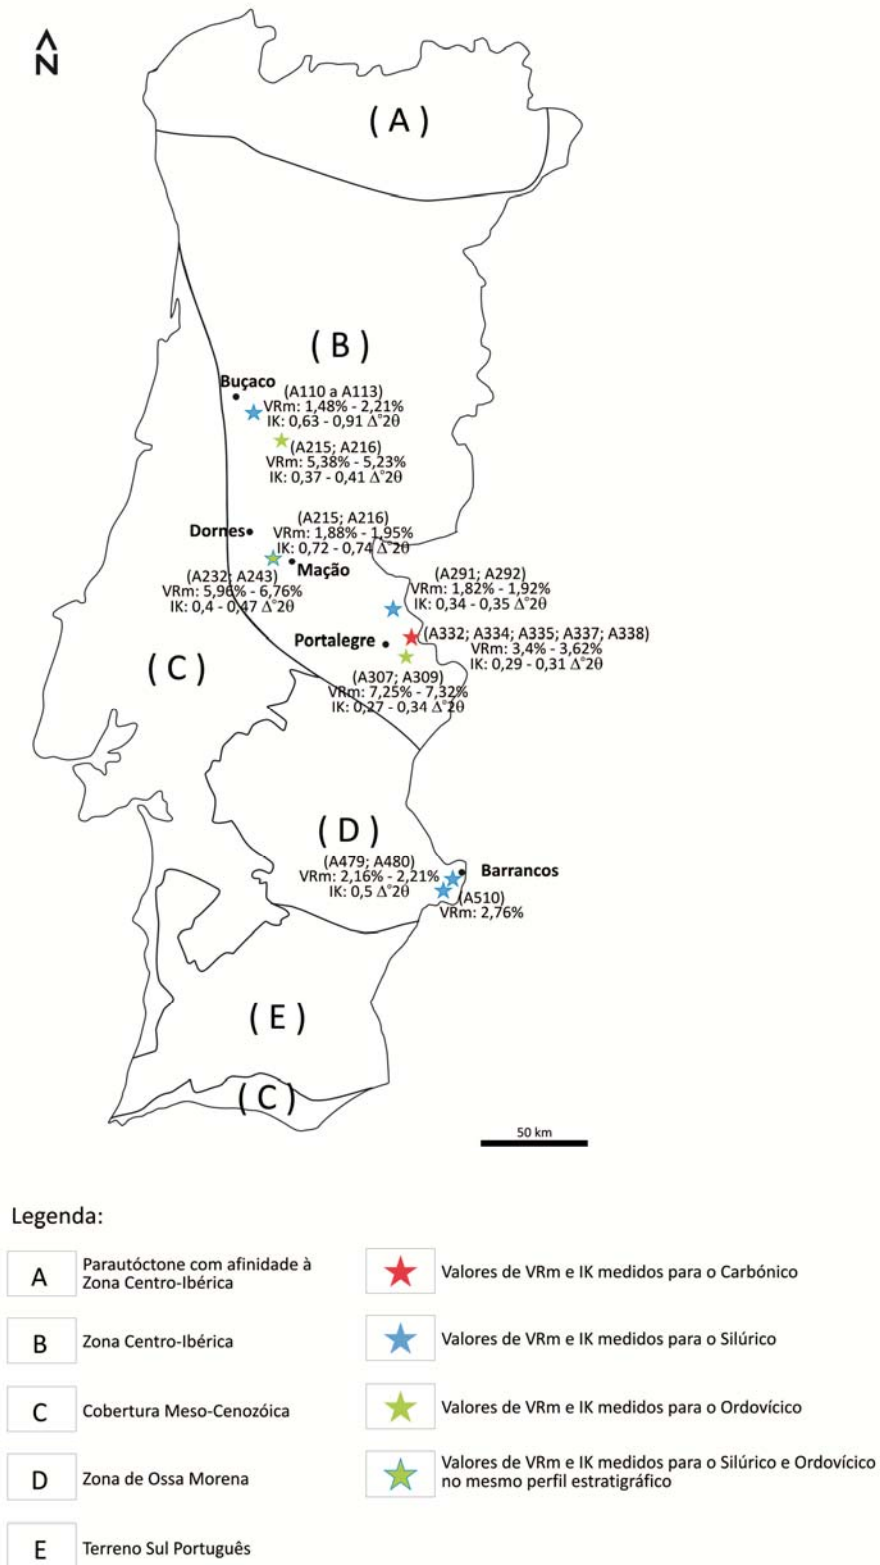 N
( A )
( B )
Buçaco
(A110 a A113)
VRm: 1,48% - 2,21%
IK: 0,63 - 0,91 Δ°2θ
(A215; A216)
VRm: 5,38% - 5,23%
IK: 0,37 - 0,41 Δ°2θ
(A215; A216)
Dornes
VRm: 1,88% - 1,95%
IK: 0,72 - 0,74 Δ°2θ
Mação
(A232; A243)
VRm: 5,96% - 6,76%
IK: 0,4 - 0,47 Δ°2θ
(A291; A292)
VRm: 1,82% - 1,92%
IK: 0,34 - 0,35 Δ°2θ
Portalegre
(A332; A334; A335; A337; A338)
VRm: 3,4% - 3,62%
IK: 0,29 - 0,31 Δ°2θ
( C )
(A307; A309)
VRm: 7,25% - 7,32%
IK: 0,27 - 0,34 Δ°2θ
( D )
(A479; A480)
VRm: 2,16% - 2,21%
IK: 0,5 Δ°2θ
Barrancos
(A510)
VRm: 2,76%
( E )
( C )
50 km
Legenda:
A
Parautóctone com afinidade à
Zona Centro-Ibérica
B
Zona Centro-Ibérica
C
Cobertura Meso-Cenozóica
D
Zona de Ossa Morena
E
Terreno Sul Português
Valores de VRm e IK medidos para o Carbónico
Valores de VRm e IK medidos para o Silúrico
Valores de VRm e IK medidos para o Ordovícico
Valores de VRm e IK medidos para o Silúrico e Ordovícico
no mesmo perfil estratigráfico